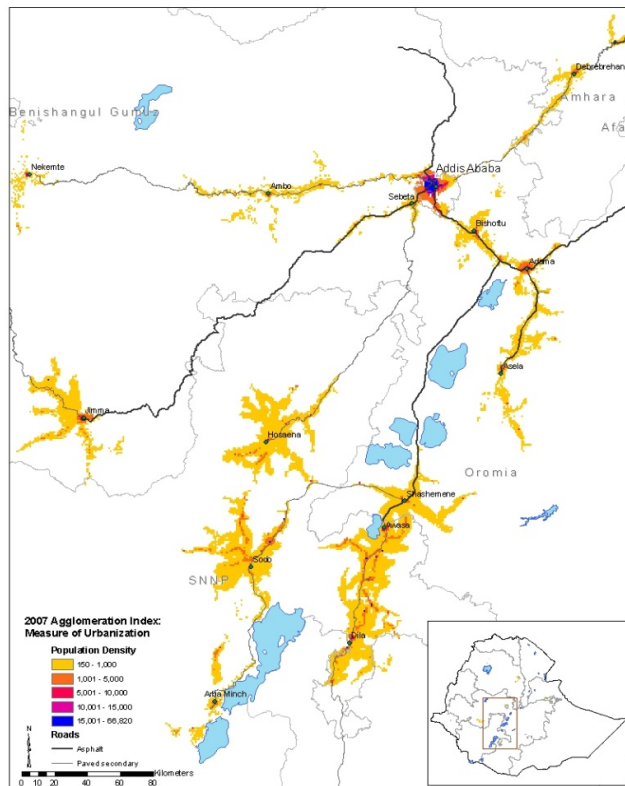 Debrebrehan
Amhara
Benishangul Gumuz
Afa
Nekemte
Addis Ababa
Ambo
Sebeta
Bishoftu
Adama
Asela
Jimma
Hosaena
Oromia
Shashemene
Awasa
Sodo
SNNP
Dila
Arba Minch
2007 Agglomeration Index:
Measure of Urbanization
Population Density
150 - 1,000
1,001 - 5,000
5,001 - 10,000
10,001 - 15,000
15,001 - 66,820
N
Roads
Asphalt
Paved secondary
Kilometers
0 10 20 40 60 80